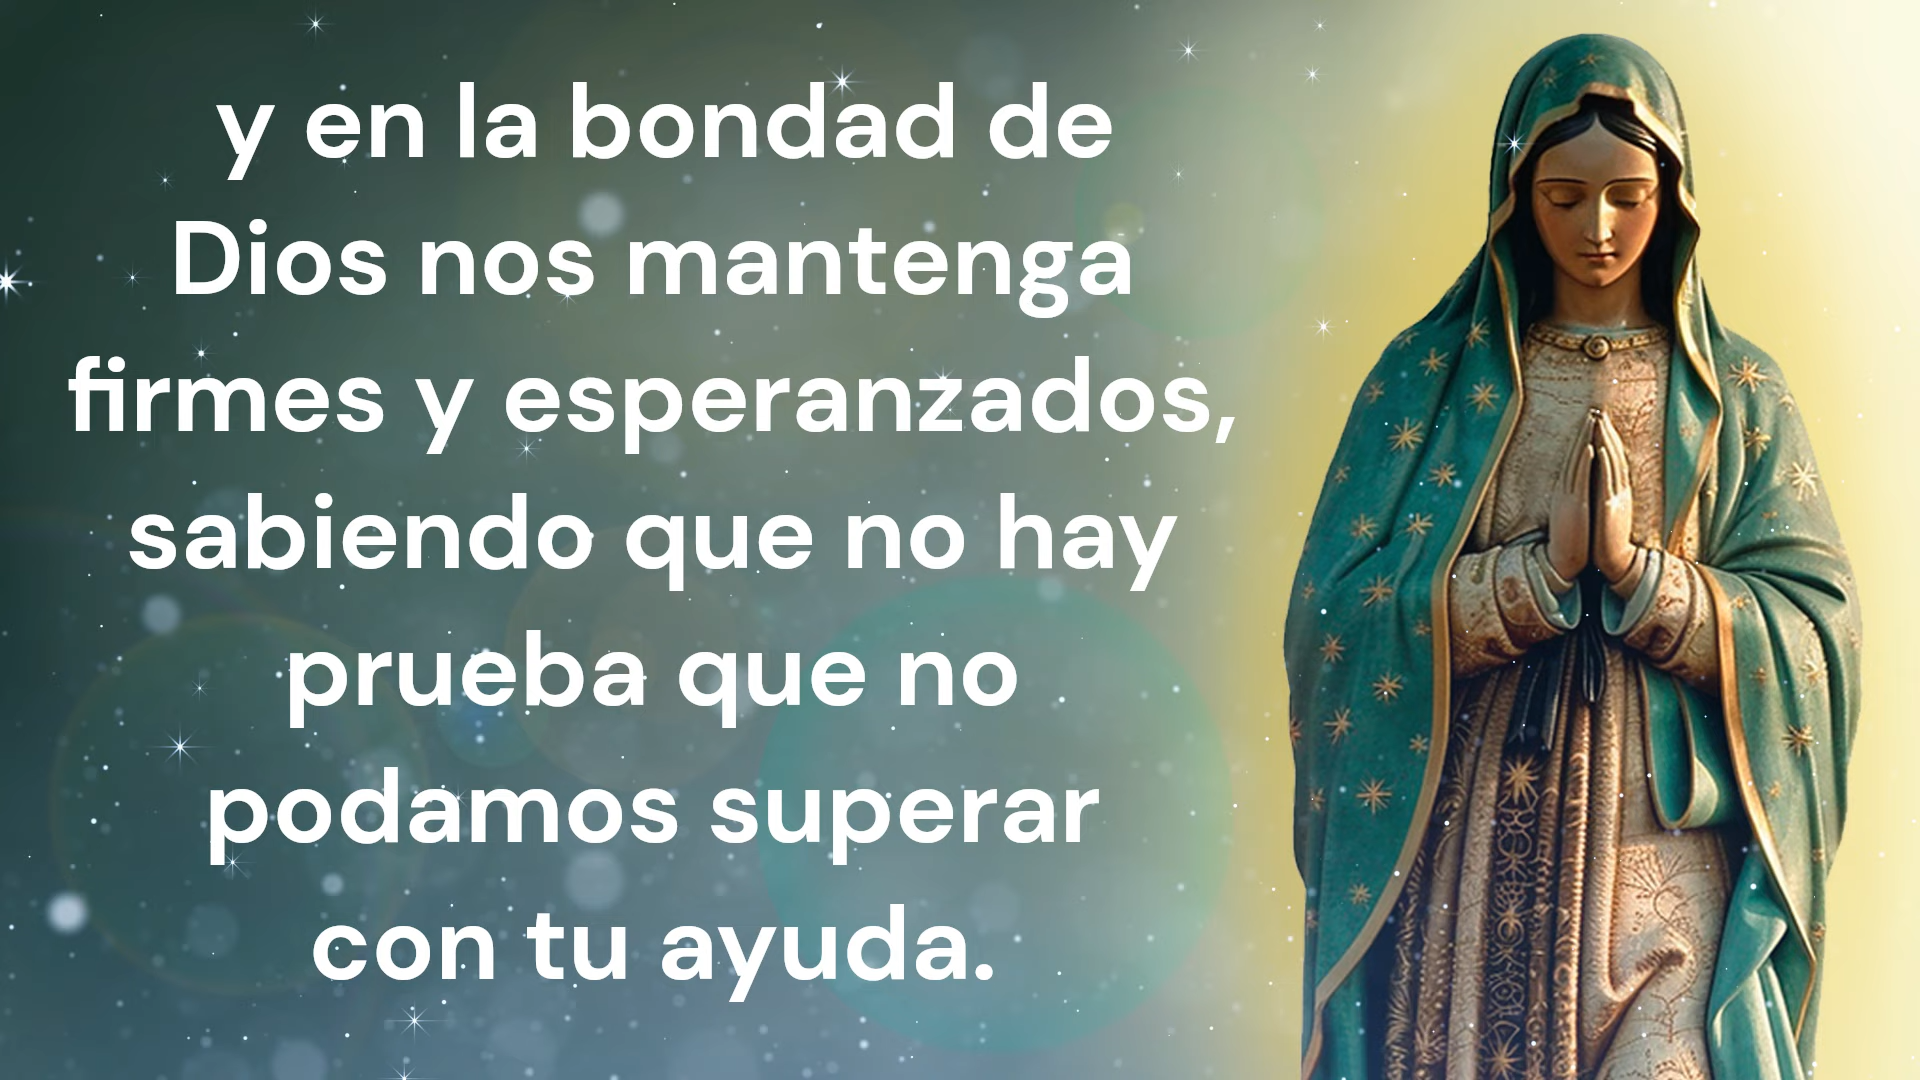 y en la bondad de
Dios nos mantenga
firmes y esperanzados,
sabiendo que no hay
prueba que no
podamos superar
con tu ayuda.